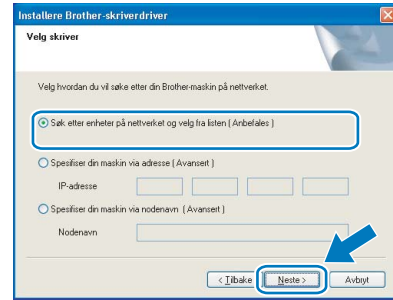 Installere Brother-skriverdriver
Velg skriver
Velg hvordan du vil søke etter din Brother-maskin på nettverket.
Søk etter enheter på nettverket og velg fra listen ( Anbefales )
Spesifiser din maskin via adresse ( Avansert )
IP-adresse
Spesifiser din maskin via nodenavn ( Avansert )
Nodenavn
< Tilbake Neste > Avbryt